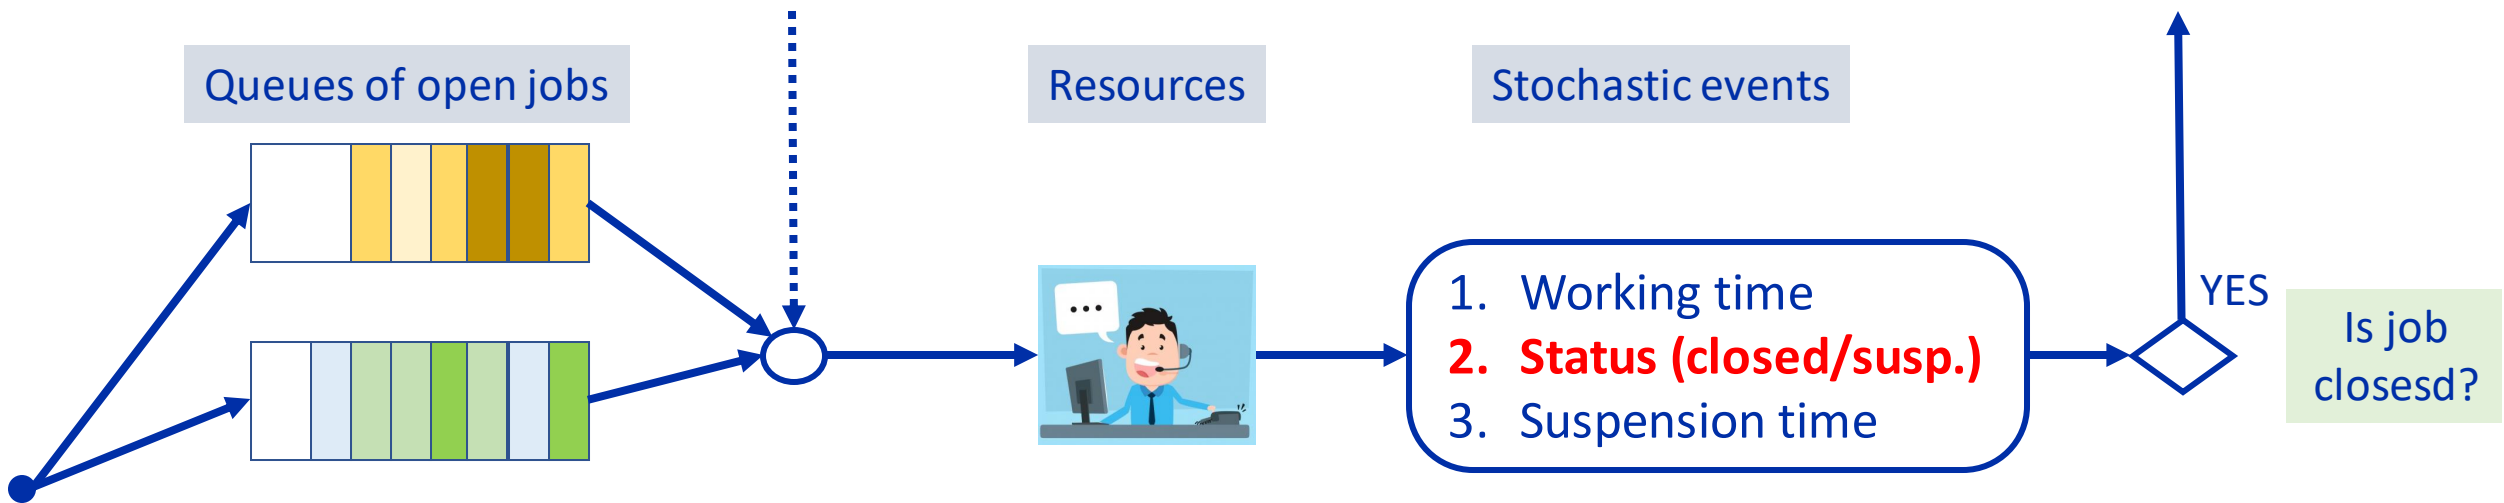 Queues of open jobs
Resources
Stochastic events
1. Working time
2. Status (closed/susp.)
3. Suspension time
YES
Is job
closesd?